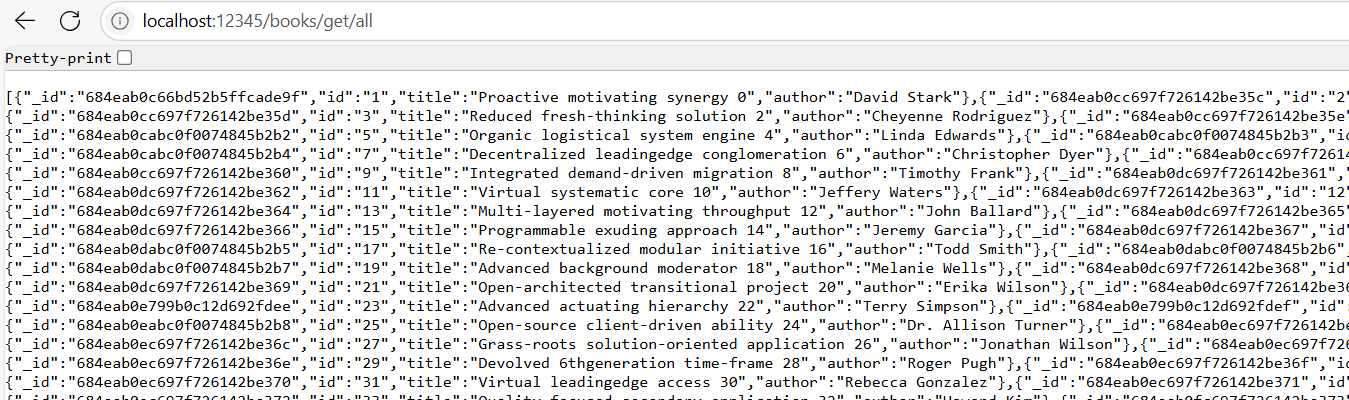 localhost:12345/books/get/all
Pretty-print
[{"_id":"684eab0c66bd52b5ffcade9f","id":"1","title":"Proactive motivating synergy 0","author":"David Stark"},{"_id":"684eab0cc697f726142be35c","id":"2"
{"_id":"684eab0cc697f726142be35d","id":"3","title":"Reduced fresh-thinking solution 2","author":"Cheyenne Rodriguez"},{"_id":"684eab0cc697f726142be35e"
{"_id":"684eab0cabc0f0074845b2b2","id":"5","title":"Organic logistical system engine 4","author":"Linda Edwards"},{"_id":"684eab0cabc0f0074845b2b3","id
{"_id":"684eab0cabc0f0074845b2b4","id":"7","title":"Decentralized leadingedge conglomeration 6","author":"Christopher Dyer"},{"_id":"684eab0cc697f72614
{"_id":"684eab0cc697f726142be360","id":"9","title":"Integrated demand-driven migration 8","author":"Timothy Frank"},{"_id":"684eab0dc697f726142be361","
{"_id":"684eab0dc697f726142be362","id":"11","title":"Virtual systematic core 10","author":"Jeffery Waters"},{"_id":"684eab0dc697f726142be363","id":"12"
{"_id":"684eab0dc697f726142be364","id":"13","title":"Multi-layered motivating throughput 12","author":"John Ballard"},{"_id":"684eab0dc697f726142be365"
{"_id":"684eab0dc697f726142be366","id":"15","title":"Programmable exuding approach 14","author":"Jeremy Garcia"},{"_id":"684eab0dc697f726142be367","id"
{"_id":"684eab0dabc0f0074845b2b5","id":"17","title":"Re-contextualized modular initiative 16","author":"Todd Smith"},{"_id":"684eab0dabc0f0074845b2b6",
{"_id":"684eab0dabc0f0074845b2b7","id":"19","title":"Advanced background moderator 18","author":"Melanie Wells"},{"_id":"684eab0dc697f726142be368","id"
{"_id":"684eab0dc697f726142be369","id":"21","title":"Open-architected transitional project 20","author":"Erika Wilson"},{"_id":"684eab0dc697f726142be36
{"_id":"684eab0e799b0c12d692fdee","id":"23","title":"Advanced actuating hierarchy 22","author":"Terry Simpson"},{"_id":"684eab0e799b0c12d692fdef","id":
{"_id":"684eab0eabc0f0074845b2b8","id":"25","title":"Open-source client-driven ability 24","author":"Dr. Allison Turner"},{"_id":"684eab0ec697f726142be
{"_id":"684eab0ec697f726142be36c","id":"27","title":"Grass-roots solution-oriented application 26","author":"Jonathan Wilson"},{"_id":"684eab0ec697f726
{"_id":"684eab0ec697f726142be36e","id":"29","title":"Devolved 6thgeneration time-frame 28","author":"Roger Pugh"},{"_id":"684eab0ec697f726142be36f","id
{"_id":"684eab0ec697f726142be370","id":"31","title":"Virtual leadingedge access 30","author":"Rebecca Gonzalez"},{"_id":"684eab0ec697f726142be371","id"